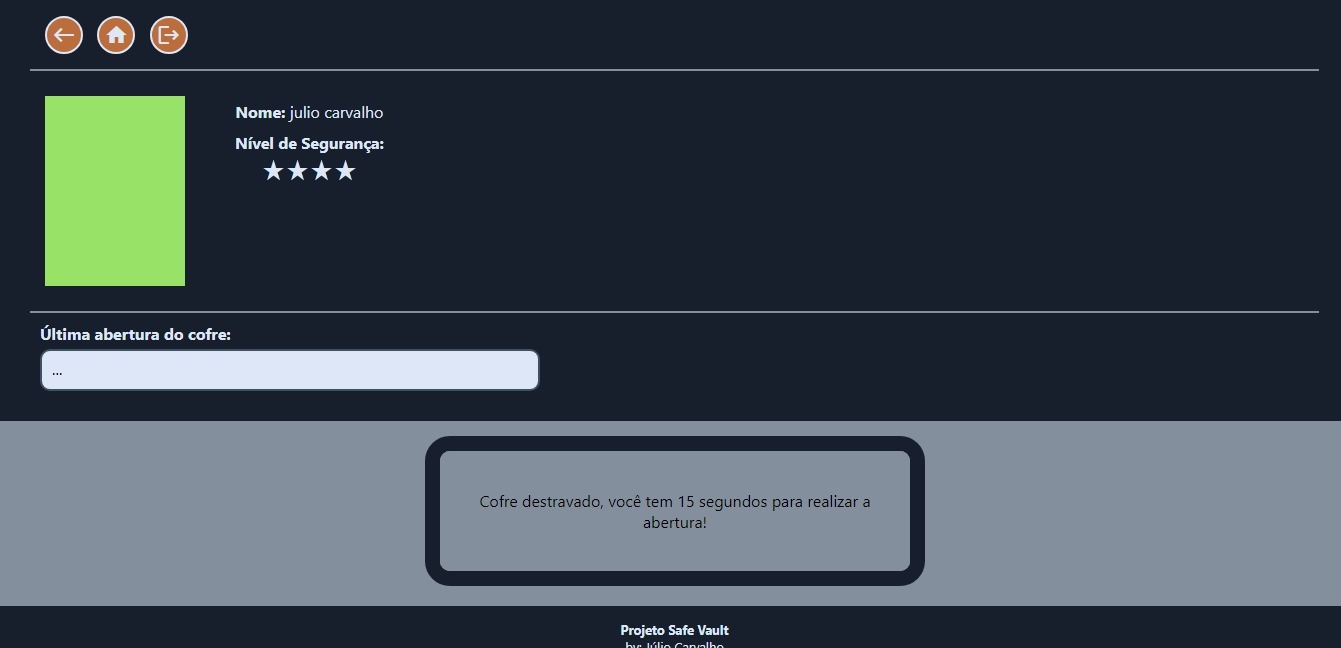 Nome: julio carvalho
Nível de Segurança:
★★★★
Última abertura do cofre:
...
Cofre destravado, você tem 15 segundos para realizar a
abertura!
Projeto Safe Vault
by: Júlio Carvalho